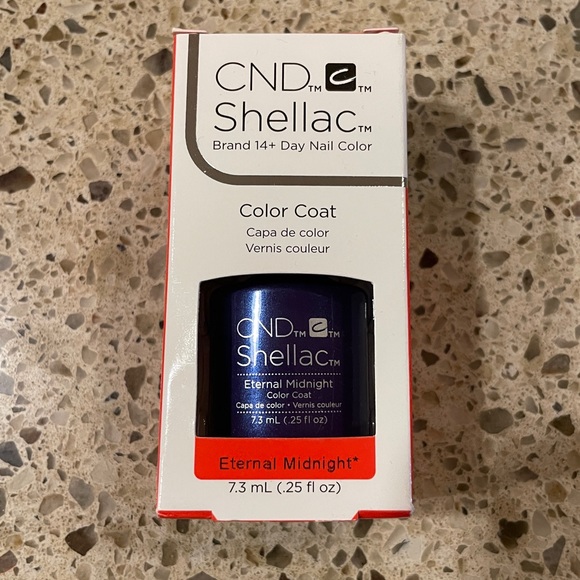 CND™ c™
Shellac™
Brand 14+ Day Nail Color
Color Coat
Capa de color
Vernis couleur
CND™ c™
Shellac™
Eternal Midnight
Color Coat
Capa de color • Vernis couleur
7.3 mL (.25 fl oz)
Eternal Midnight*
7.3 mL (.25 fl oz)